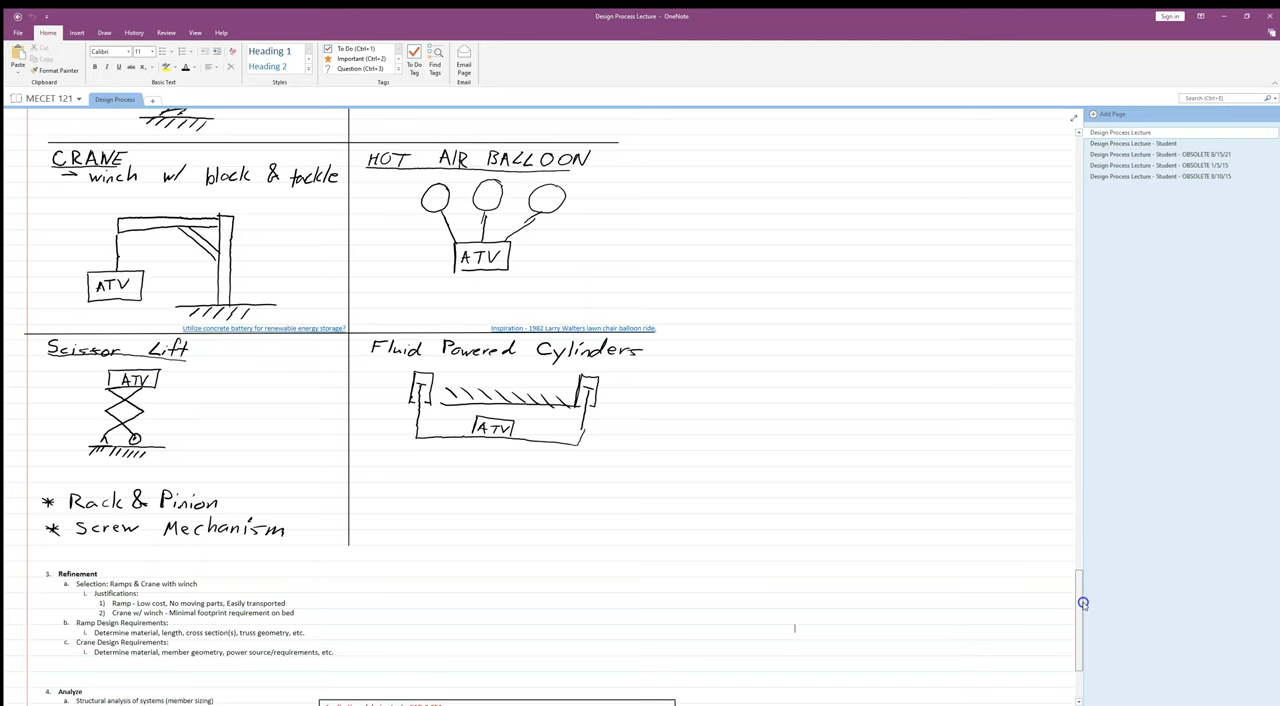 Design Process Lecture - OneNote
Sign in
File Home Insert Draw History Review View Help
Paste
Cut
Copy
Format Painter
Clipboard
Calibri 11
B I U
Basic Text
Heading 1
Heading 2
Styles
To Do (Ctrl+1)
Important (Ctrl+2)
Question (Ctrl+3)
Tags
To Do Tag
Find Tags
Email Page
Email
MECET 121
Design Process
Search (Ctrl+E)
Add Page
Design Process Lecture
Design Process Lecture - Student
Design Process Lecture - Student - OBSOLETE 8/15/21
Design Process Lecture - Student - OBSOLETE 1/5/15
Design Process Lecture - Student - OBSOLETE 8/10/15
CRANE
→ winch w/ block & tackle
ATV
Utilize concrete battery for renewable energy storage?
HOT AIR BALLOON
ATV
Inspiration - 1982 Larry Walters lawn chair balloon ride.
Scissor Lift
ATV
Fluid Powered Cylinders
ATV
* Rack & Pinion
* Screw Mechanism
3. Refinement
a. Selection: Ramps & Crane with winch
i. Justifications:
1) Ramp - Low cost, No moving parts, Easily transported
2) Crane w/ winch - Minimal footprint requirement on bed
b. Ramp Design Requirements:
i. Determine material, length, cross section(s), truss geometry, etc.
c. Crane Design Requirements:
i. Determine material, member geometry, power source/requirements, etc.
4. Analyze
a. Structural analysis of systems (member sizing)